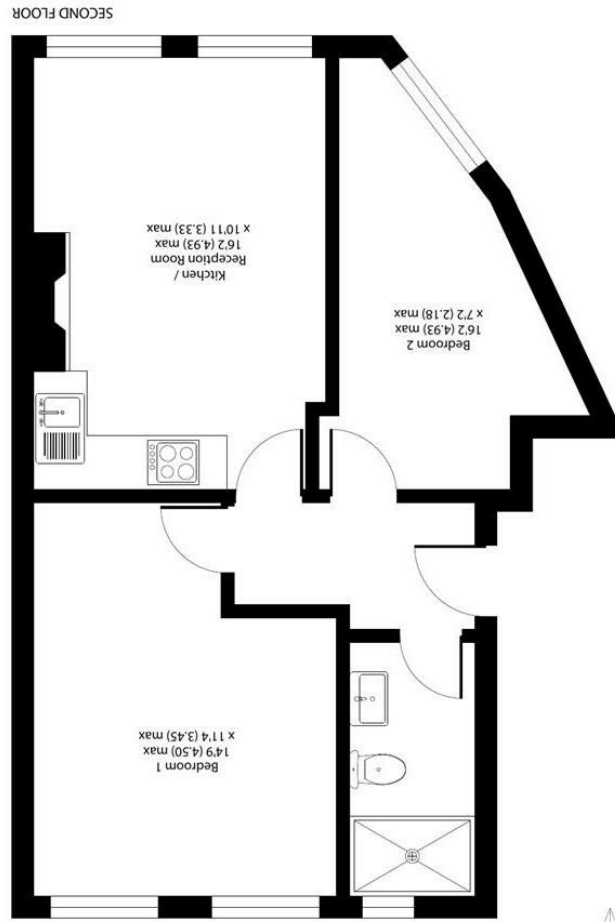 Bedroom 1
14'9 (4.50) max
x 11'4 (3.45) max
Bedroom 2
16'2 (4.93) max
x 7'2 (2.18) max
Kitchen /
Reception Room
16'2 (4.93) max
x 10'11 (3.33) max
SECOND FLOOR